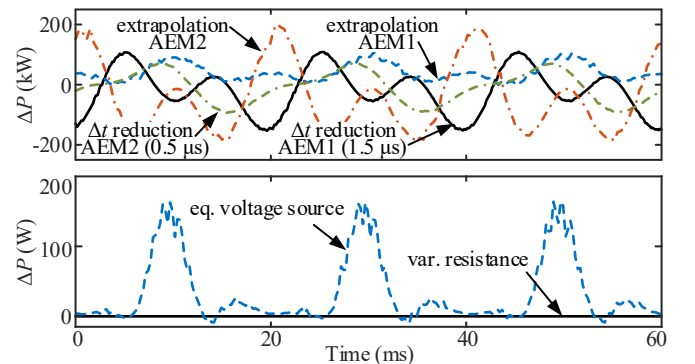 200
extrapolation extrapolation
AEM2 AEM1
ΔP (kW)
0
Δt reduction Δt reduction
-200
AEM2 (0.5 μs) AEM1 (1.5 μs)
200
eq. voltage source
ΔP (W)
100
var. resistance
0
0 20 40 60
Time (ms)